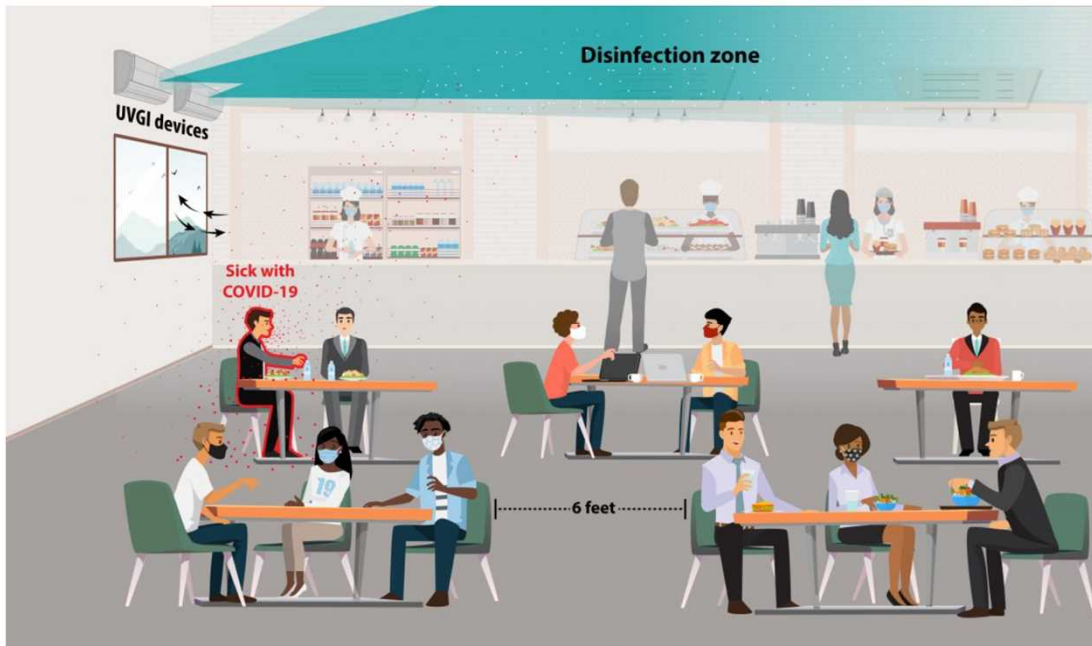 Disinfection zone
UVGI devices
Sick with
COVID-19
19
6 feet